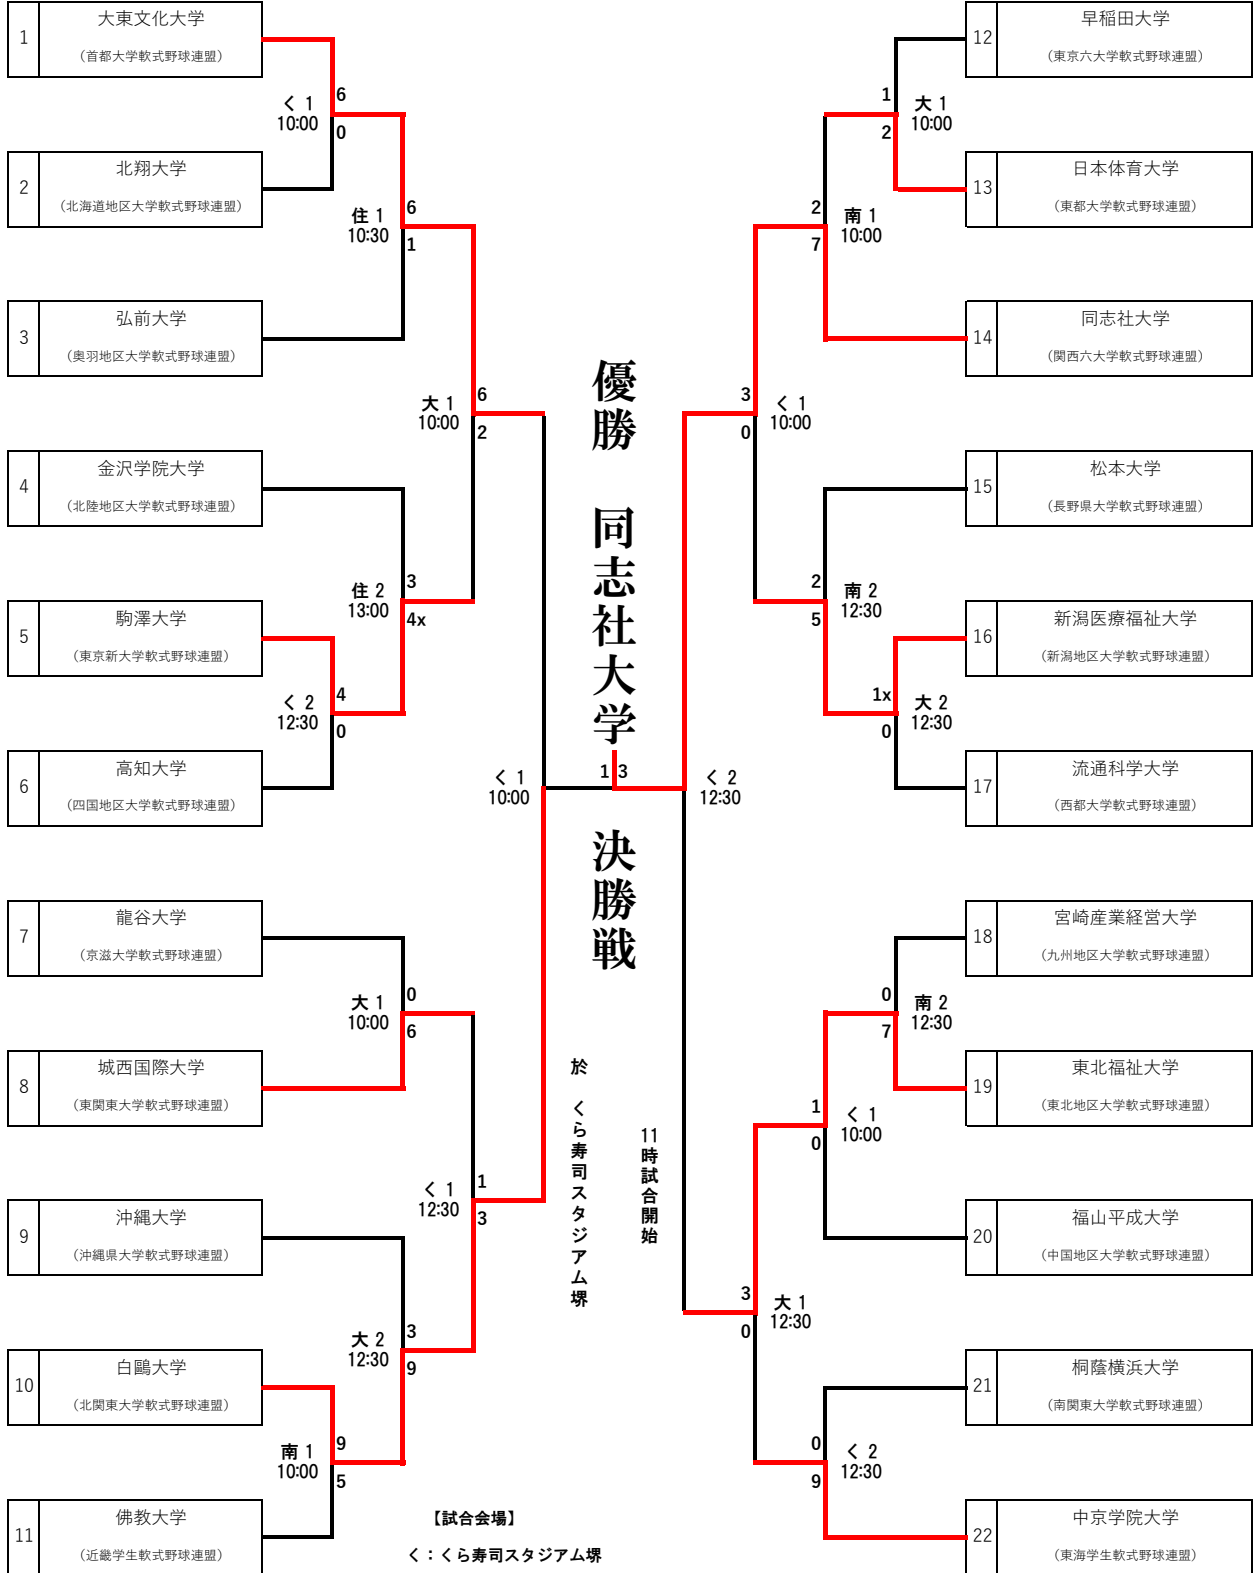 1
大東文化大学
（首都大学軟式野球連盟）
2
北翔大学
（北海道地区大学軟式野球連盟）
3
弘前大学
（奥羽地区大学軟式野球連盟）
4
金沢学院大学
（北陸地区大学軟式野球連盟）
5
駒澤大学
（東京新大学軟式野球連盟）
6
高知大学
（四国地区大学軟式野球連盟）
7
龍谷大学
（京滋大学軟式野球連盟）
8
城西国際大学
（東関東大学軟式野球連盟）
9
沖縄大学
（沖縄県大学軟式野球連盟）
10
白鷗大学
（北関東大学軟式野球連盟）
11
佛教大学
（近畿学生軟式野球連盟）
く 1
10:00
6
0
住 1
10:30
6
1
大 1
10:00
6
2
住 2
13:00
3
4x
く 2
12:30
4
0
く 1
10:00
大 1
10:00
0
6
く 1
12:30
1
3
大 2
12:30
3
9
南 1
10:00
9
5
優勝 同志社大学
1 3
決勝戦
於 くら寿司スタジアム堺
11時試合開始
【試合会場】
く：くら寿司スタジアム堺
12
早稲田大学
（東京六大学軟式野球連盟）
13
日本体育大学
（東都大学軟式野球連盟）
14
同志社大学
（関西六大学軟式野球連盟）
15
松本大学
（長野県大学軟式野球連盟）
16
新潟医療福祉大学
（新潟地区大学軟式野球連盟）
17
流通科学大学
（西都大学軟式野球連盟）
18
宮崎産業経営大学
（九州地区大学軟式野球連盟）
19
東北福祉大学
（東北地区大学軟式野球連盟）
20
福山平成大学
（中国地区大学軟式野球連盟）
21
桐蔭横浜大学
（南関東大学軟式野球連盟）
22
中京学院大学
（東海学生軟式野球連盟）
1
2
大 1
10:00
2
7
南 1
10:00
3
0
く 1
10:00
2
5
南 2
12:30
1x
0
大 2
12:30
く 2
12:30
0
7
南 2
12:30
1
0
く 1
10:00
3
0
大 1
12:30
0
9
く 2
12:30